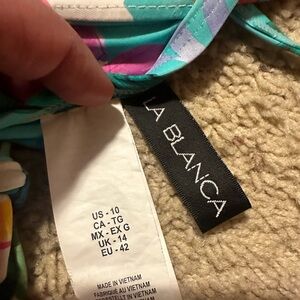 LA BLANCA
US - 10
CA - TG
MX - EX G
UK - 14
EU - 42
MADE IN VIETNAM
FABRIQUÉ AU VIETNAM